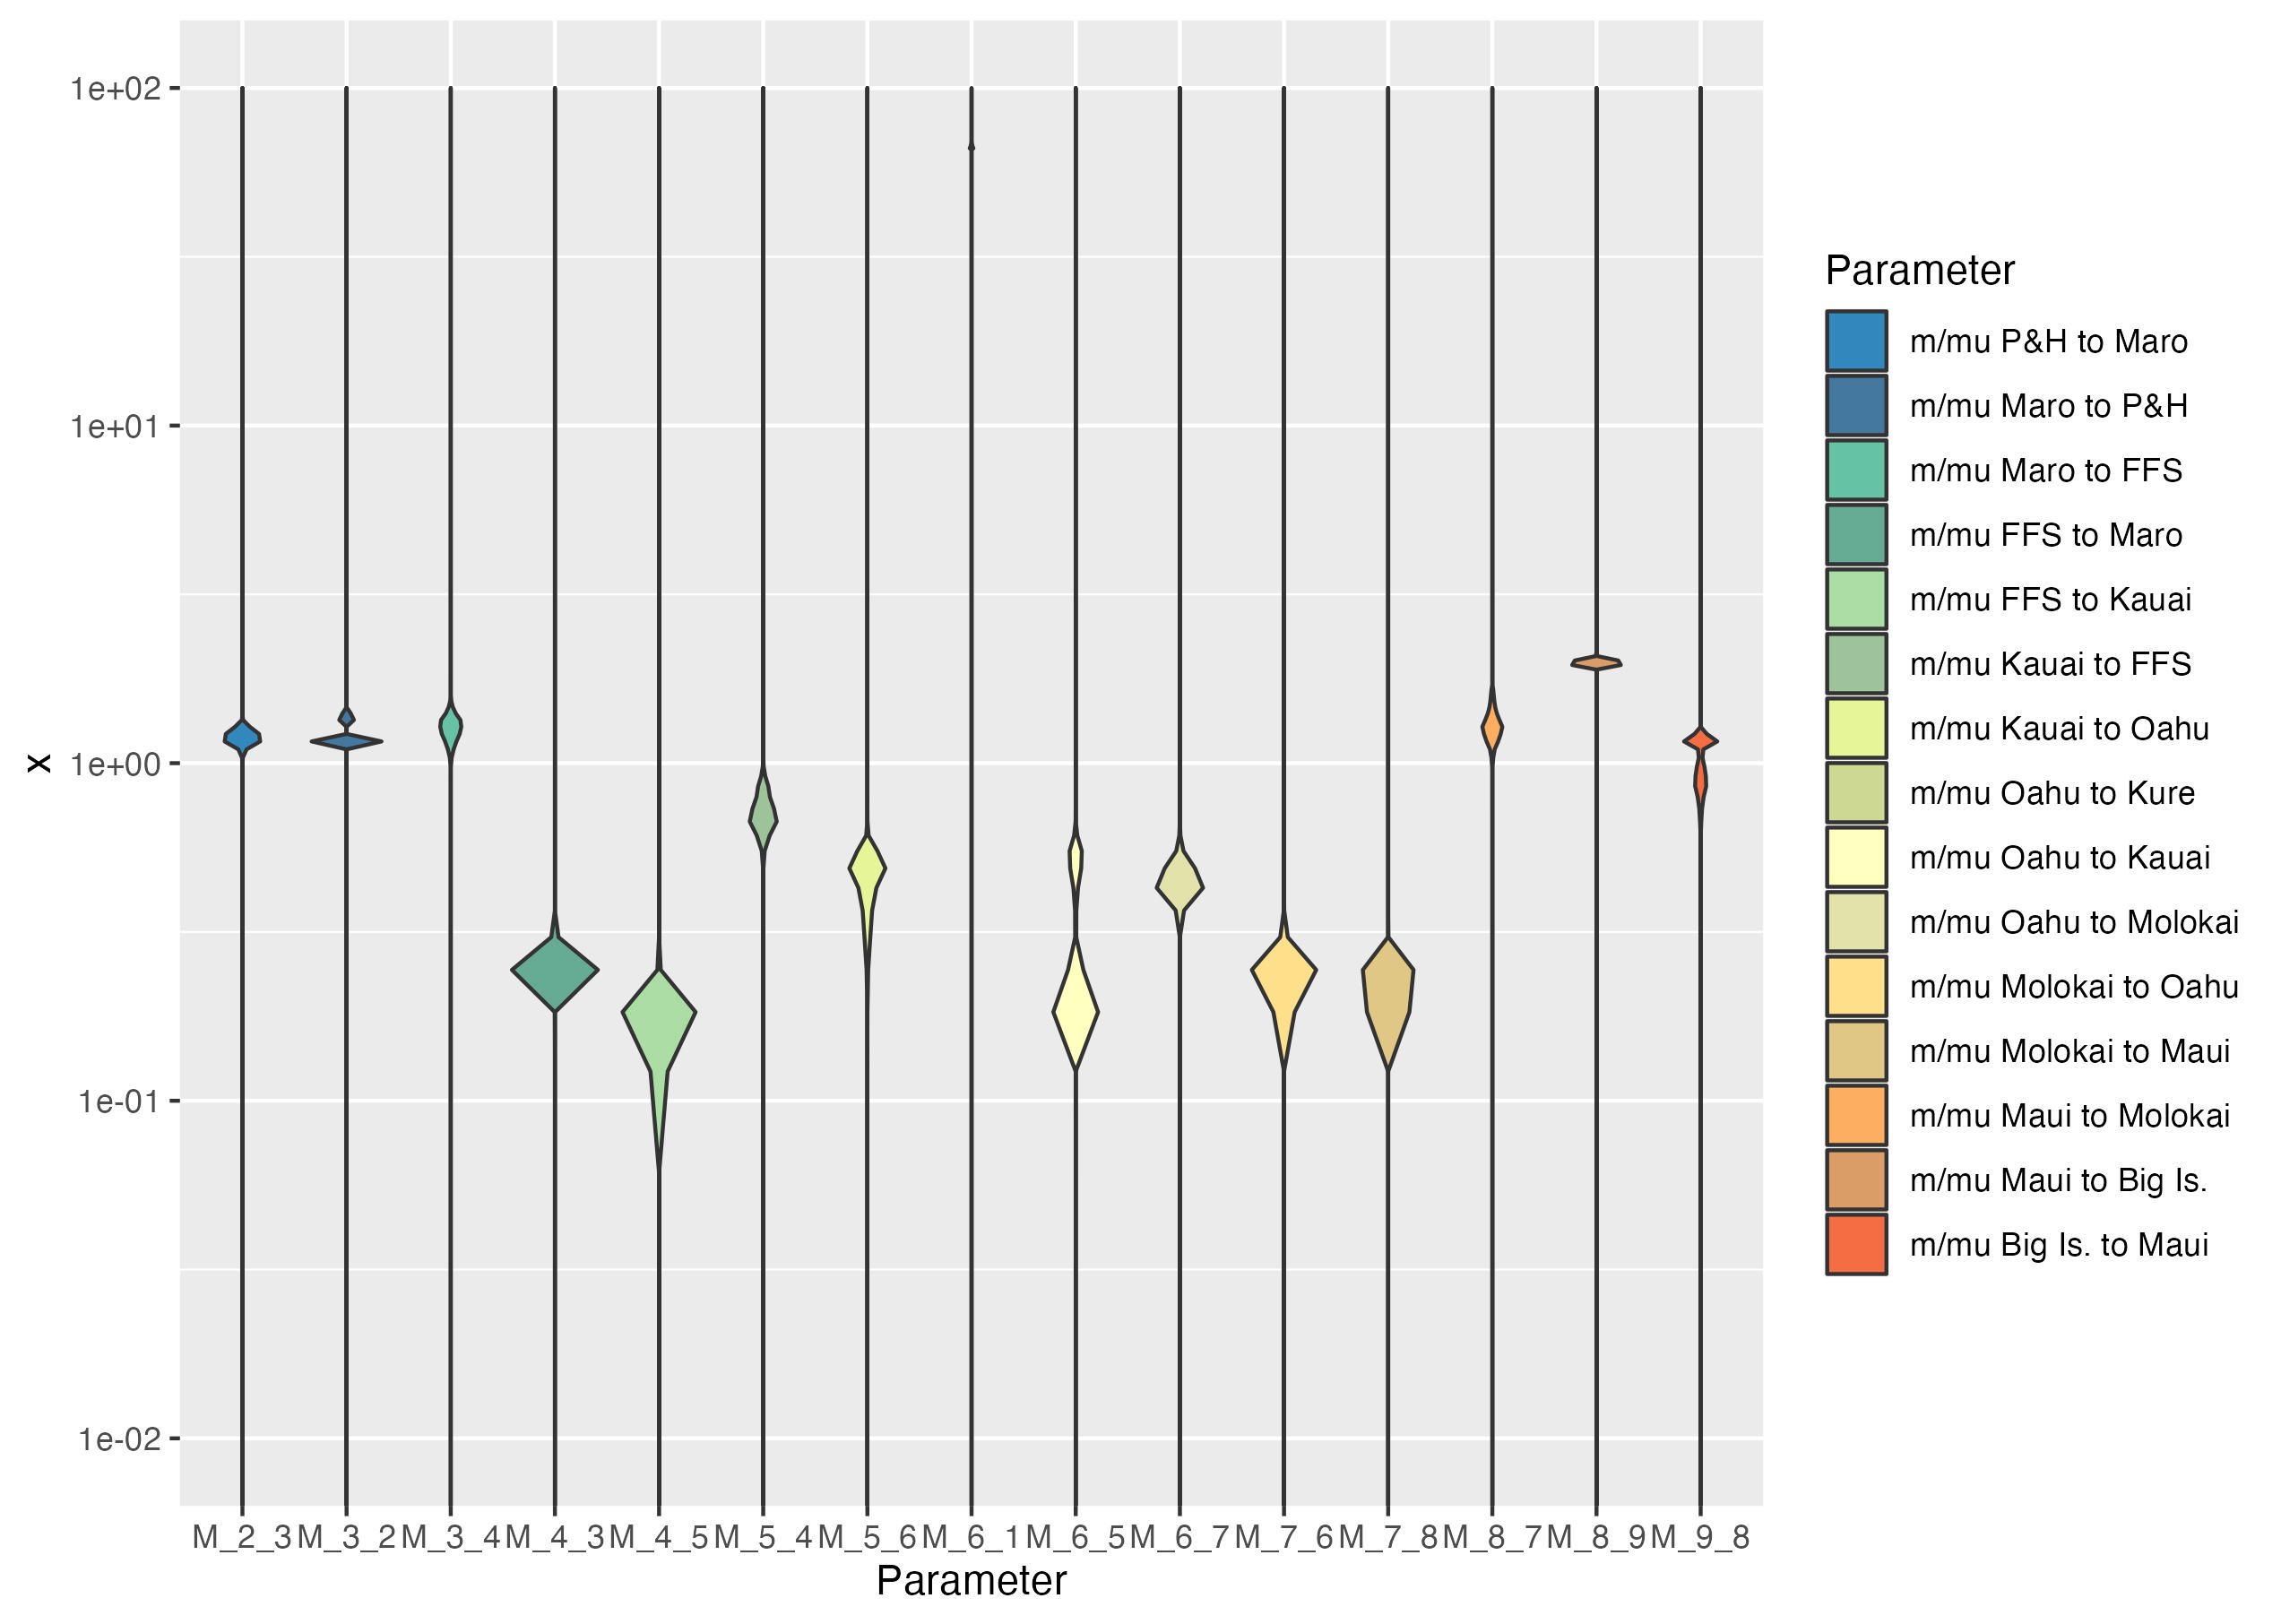 1e+02
1e+01
1e+00
1e-01
1e-02
x
M_2_3 M_3_2 M_3_4 M_4_3 M_4_5 M_5_4 M_5_6 M_6_1 M_6_5 M_6_7 M_7_6 M_7_8 M_8_7 M_8_9 M_9_8
Parameter
Parameter
m/mu P&H to Maro
m/mu Maro to P&H
m/mu Maro to FFS
m/mu FFS to Maro
m/mu FFS to Kauai
m/mu Kauai to FFS
m/mu Kauai to Oahu
m/mu Oahu to Kure
m/mu Oahu to Kauai
m/mu Oahu to Molokai
m/mu Molokai to Oahu
m/mu Molokai to Maui
m/mu Maui to Molokai
m/mu Maui to Big Is.
m/mu Big Is. to Maui